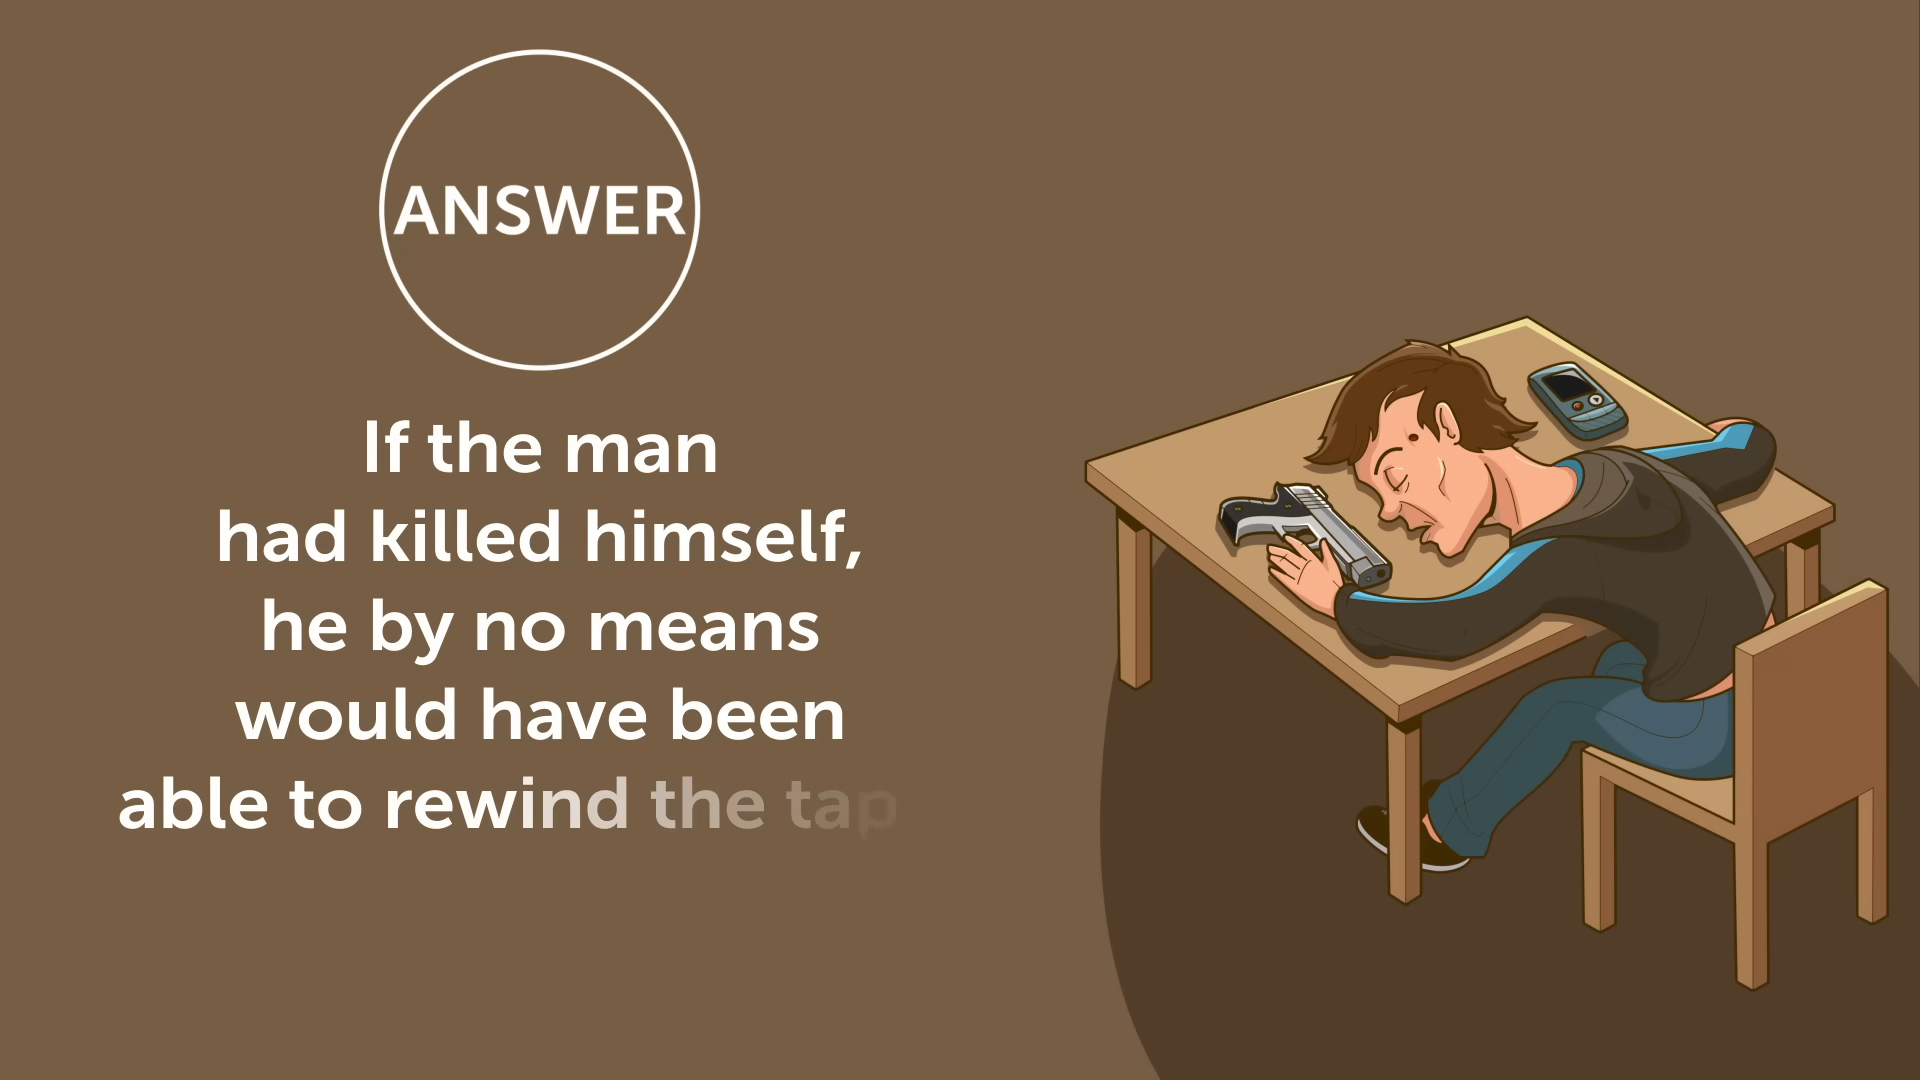 ANSWER
If the man
had killed himself,
he by no means
would have been
able to rewind the tap